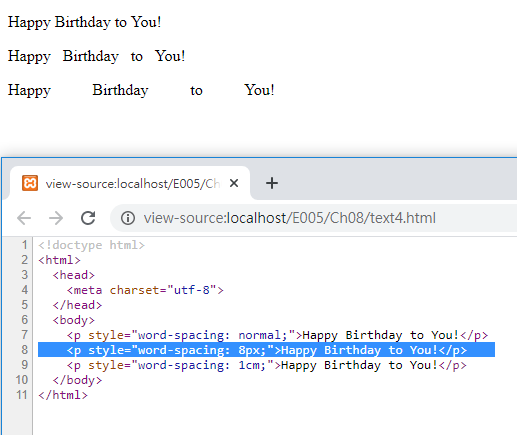 Happy Birthday to You!
Happy Birthday to You!
Happy Birthday to You!
view-source:localhost/E005/Ch
view-source:localhost/E005/Ch08/text4.html
1 <!doctype html>
2 <html>
3 <head>
4 <meta charset="utf-8">
5 </head>
6 <body>
7 <p style="word-spacing: normal;">Happy Birthday to You!</p>
8 <p style="word-spacing: 8px;">Happy Birthday to You!</p>
9 <p style="word-spacing: 1cm;">Happy Birthday to You!</p>
10 </body>
11 </html>